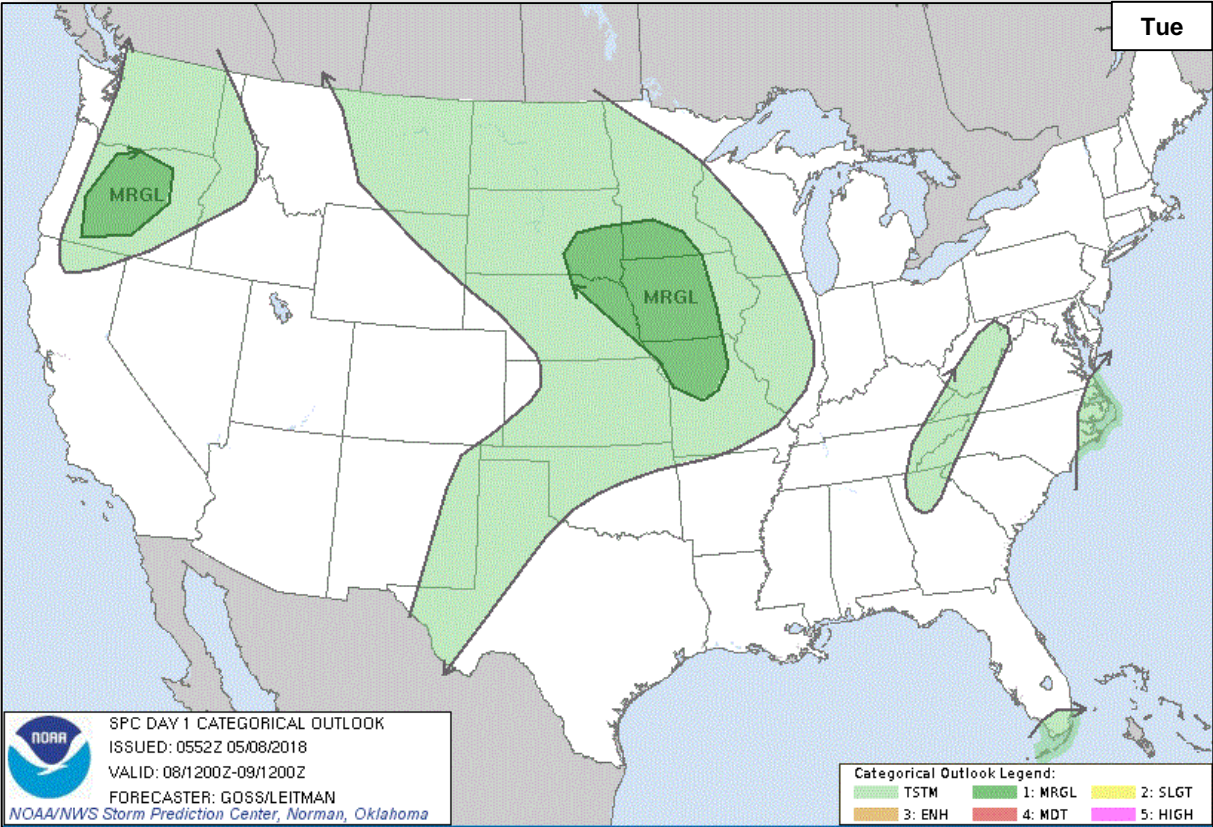 Tue
MRGL
MRGL
NOAA
SPC DAY 1 CATEGORICAL OUTLOOK
ISSUED: 0552Z 05/08/2018
VALID: 08/1200Z-09/1200Z
FORECASTER: GOSS/LEITMAN
NOAA/NWS Storm Prediction Center, Norman, Oklahoma
Categorical Outlook Legend:
TSTM 1: MRGL 2: SLGT
3: ENH 4: MDT 5: HIGH